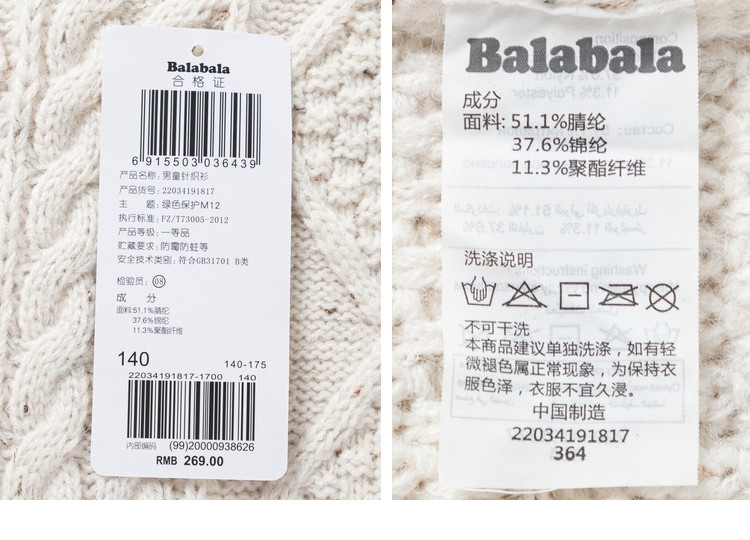 Balabala
合格证
6 915503 036439
产品名称: 男童针织衫
产品货号: 22034191817
主 题: 绿色保护M12
执行标准: FZ/T73005-2012
产品等级: 一等品
贮藏要求: 防霉防蛀等
安全技术类别: 符合GB31701 B类
检验员: 08
成 分
面料:51.1%腈纶
37.6%锦纶
11.3%聚酯纤维
140 140-175
22034191817-1700 140
内部编码 (99)20000938626
RMB 269.00
Balabala
成分
面料: 51.1%腈纶
37.6%锦纶
11.3%聚酯纤维
洗涤说明
不可干洗
本商品建议单独洗涤，如有轻
微褪色属正常现象，为保持衣
服色泽，衣服不宜久浸。
中国制造
22034191817
364